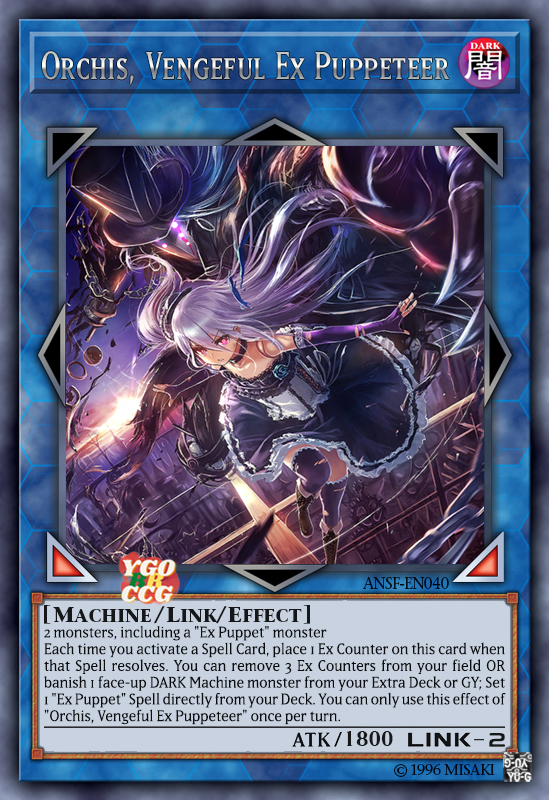 ORCHIS, VENGEFUL EX PUPPETEER
DARK
闇
YGO
CCG
ANSF-EN040
[MACHINE/LINK/EFFECT]
2 monsters, including a "Ex Puppet" monster
Each time you activate a Spell Card, place 1 Ex Counter on this card when
that Spell resolves. You can remove 3 Ex Counters from your field OR
banish 1 face-up DARK Machine monster from your Extra Deck or GY; Set
1 "Ex Puppet" Spell directly from your Deck. You can only use this effect of
"Orchis, Vengeful Ex Puppeteer" once per turn.
ATK/1800 LINK-2
© 1996 MISAKI